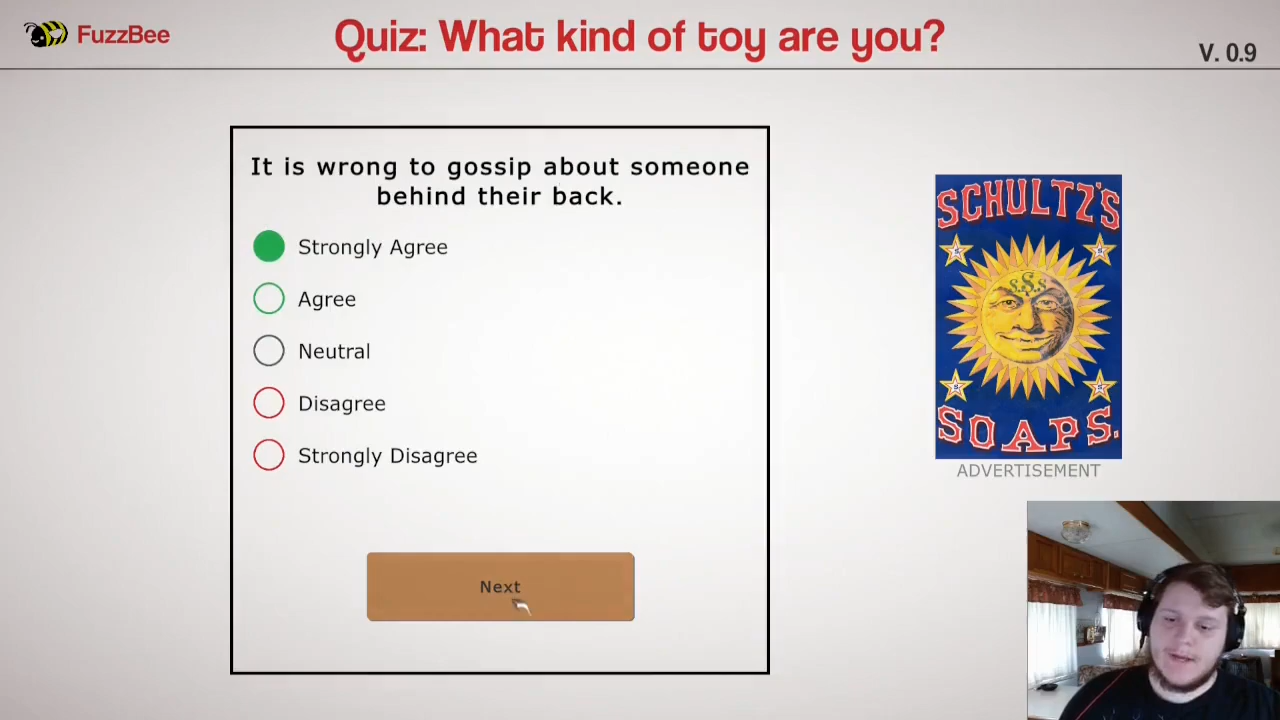 FuzzBee
Quiz: What kind of toy are you?
V. 0.9
It is wrong to gossip about someone
behind their back.
Strongly Agree
Agree
Neutral
Disagree
Strongly Disagree
Next
SCHULTZ'S
S.S.S
SOAPS.
ADVERTISEMENT